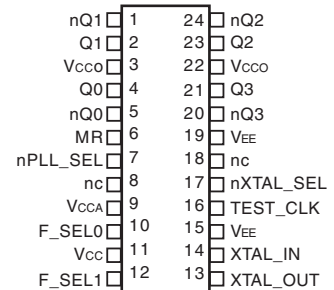 nQ1 1 24 nQ2
Q1 2 23 Q2
VCCO 3 22 VCCO
Q0 4 21 Q3
nQ0 5 20 nQ3
MR 6 19 VEE
nPLL_SEL 7 18 nc
nc 8 17 nXTAL_SEL
VCCA 9 16 TEST_CLK
F_SEL0 10 15 VEE
VCC 11 14 XTAL_IN
F_SEL1 12 13 XTAL_OUT